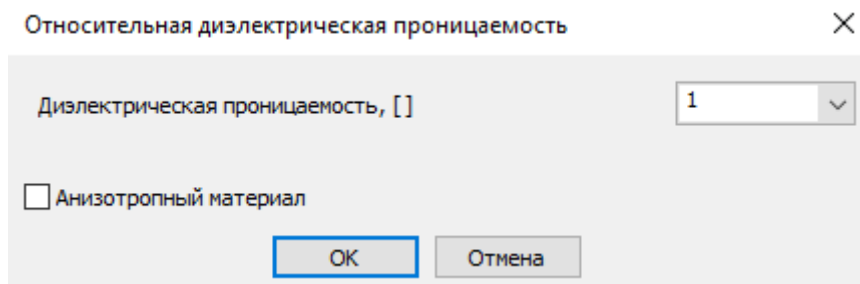 Относительная диэлектрическая проницаемость
Диэлектрическая проницаемость, [] 1
Анизотропный материал
OK Отмена